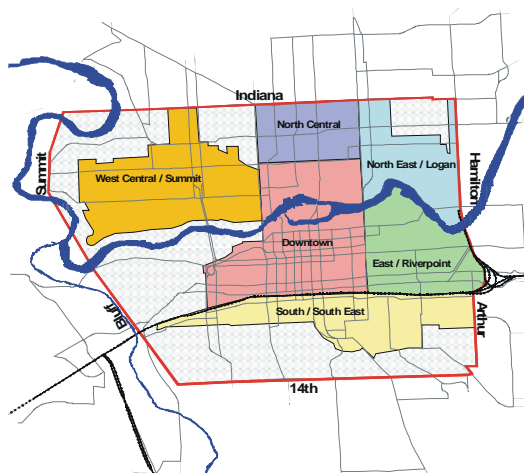 Indiana
North Central
North East / Logan
Hamilton
Summit
West Central / Summit
Downtown
East / Riverpoint
Bluff
South / South East
Arthur
14th